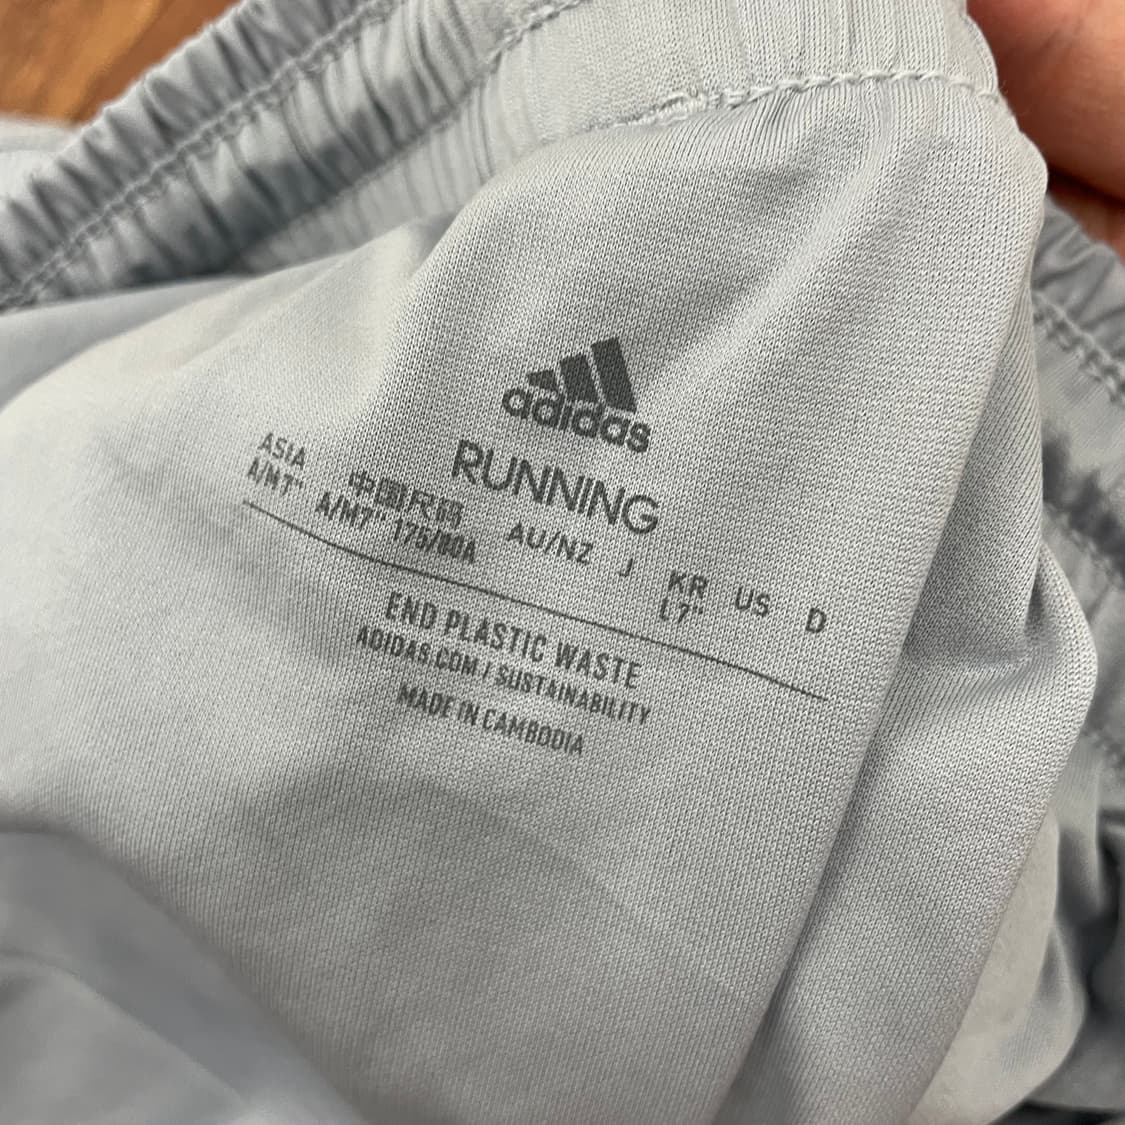 adidas
RUNNING
ASIA 中国尺码 AU/NZ J KR US D
A/M7" A/M7" 175/80A L7"
END PLASTIC WASTE
ADIDAS.COM / SUSTAINABILITY
MADE IN CAMBODIA